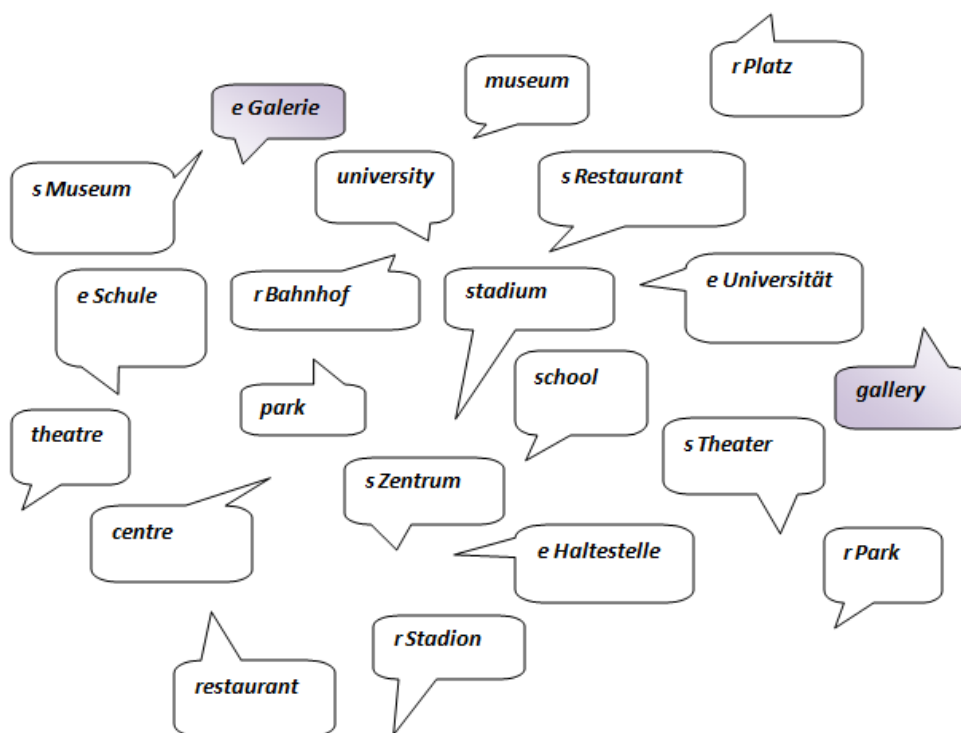 r Platz
museum
e Galerie
university
s Restaurant
s Museum
e Schule
r Bahnhof
stadium
e Universität
school
gallery
park
theatre
s Theater
s Zentrum
centre
e Haltestelle
r Park
r Stadion
restaurant